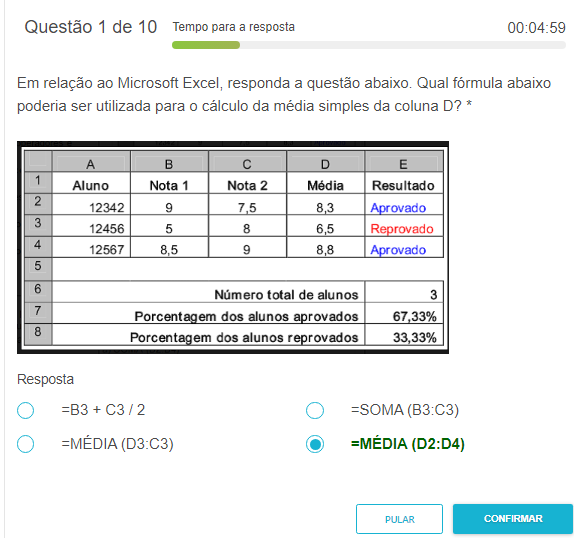 Questão 1 de 10 Tempo para a resposta 00:04:59
Em relação ao Microsoft Excel, responda a questão abaixo. Qual fórmula abaixo
poderia ser utilizada para o cálculo da média simples da coluna D? *
A B C D E
1 Aluno Nota 1 Nota 2 Média Resultado
2 12342 9 7,5 8,3 Aprovado
3 12456 5 8 6,5 Reprovado
4 12567 8,5 9 8,8 Aprovado
5
6 Número total de alunos 3
7 Porcentagem dos alunos aprovados 67,33%
8 Porcentagem dos alunos reprovados 33,33%
Resposta
=B3 + C3 / 2 =SOMA (B3:C3)
=MÉDIA (D3:C3) =MÉDIA (D2:D4)
PULAR CONFIRMAR